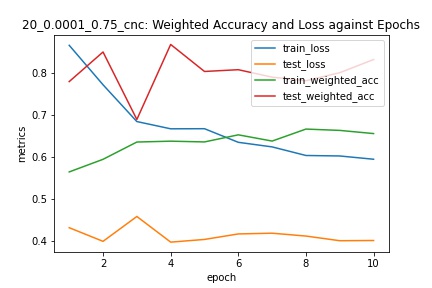 20_0.0001_0.75_cnc: Weighted Accuracy and Loss against Epochs
train_loss
test_loss
train_weighted_acc
test_weighted_acc
metrics
0.8
0.7
0.6
0.5
0.4
2
4
6
8
10
epoch